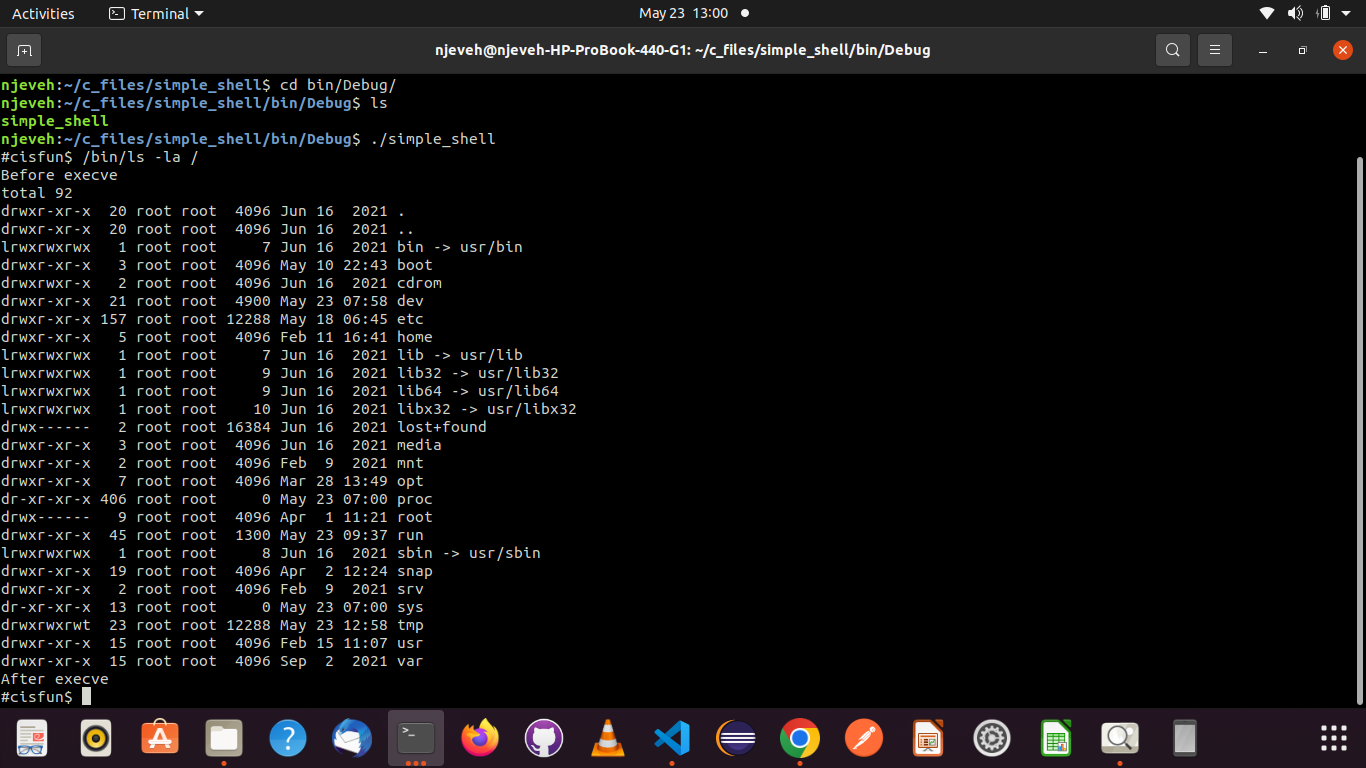 Activities
Terminal
May 23 13:00
njeveh@njeveh-HP-ProBook-440-G1: ~/c_files/simple_shell/bin/Debug
njeveh:~/c_files/simple_shell$ cd bin/Debug/
njeveh:~/c_files/simple_shell/bin/Debug$ ls
simple_shell
njeveh:~/c_files/simple_shell/bin/Debug$ ./simple_shell
#cisfun$ /bin/ls -la /
Before execve
total 92
drwxr-xr-x  20 root root  4096 Jun 16  2021 .
drwxr-xr-x  20 root root  4096 Jun 16  2021 ..
lrwxrwxrwx   1 root root     7 Jun 16  2021 bin -> usr/bin
drwxr-xr-x   3 root root  4096 May 10 22:43 boot
drwxrwxr-x   2 root root  4096 Jun 16  2021 cdrom
drwxr-xr-x  21 root root  4900 May 23 07:58 dev
drwxr-xr-x 157 root root 12288 May 18 06:45 etc
drwxr-xr-x   5 root root  4096 Feb 11 16:41 home
lrwxrwxrwx   1 root root     7 Jun 16  2021 lib -> usr/lib
lrwxrwxrwx   1 root root     9 Jun 16  2021 lib32 -> usr/lib32
lrwxrwxrwx   1 root root     9 Jun 16  2021 lib64 -> usr/lib64
lrwxrwxrwx   1 root root    10 Jun 16  2021 libx32 -> usr/libx32
drwx------   2 root root 16384 Jun 16  2021 lost+found
drwxr-xr-x   3 root root  4096 Jun 16  2021 media
drwxr-xr-x   2 root root  4096 Feb  9  2021 mnt
drwxr-xr-x   7 root root  4096 Mar 28 13:49 opt
dr-xr-xr-x 406 root root     0 May 23 07:00 proc
drwx------   9 root root  4096 Apr  1 11:21 root
drwxr-xr-x  45 root root  1300 May 23 09:37 run
lrwxrwxrwx   1 root root     8 Jun 16  2021 sbin -> usr/sbin
drwxr-xr-x  19 root root  4096 Apr  2 12:24 snap
drwxr-xr-x   2 root root  4096 Feb  9  2021 srv
dr-xr-xr-x  13 root root     0 May 23 07:00 sys
drwxrwxrwt  23 root root 12288 May 23 12:58 tmp
drwxr-xr-x  15 root root  4096 Feb 15 11:07 usr
drwxr-xr-x  15 root root  4096 Sep  2  2021 var
After execve
#cisfun$